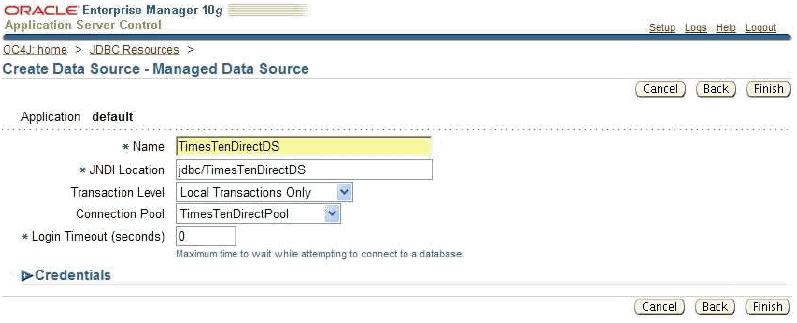 ORACLE Enterprise Manager 10g
Application Server Control
Setup Logs Help Logout
OC4J: home > JDBC Resources >
Create Data Source - Managed Data Source
Cancel Back Finish
Application default
* Name TimesTenDirectDS
* JNDI Location jdbc/TimesTenDirectDS
Transaction Level Local Transactions Only
Connection Pool TimesTenDirectPool
* Login Timeout (seconds) 0
Maximum time to wait while attempting to connect to a database.
Credentials
Cancel Back Finish